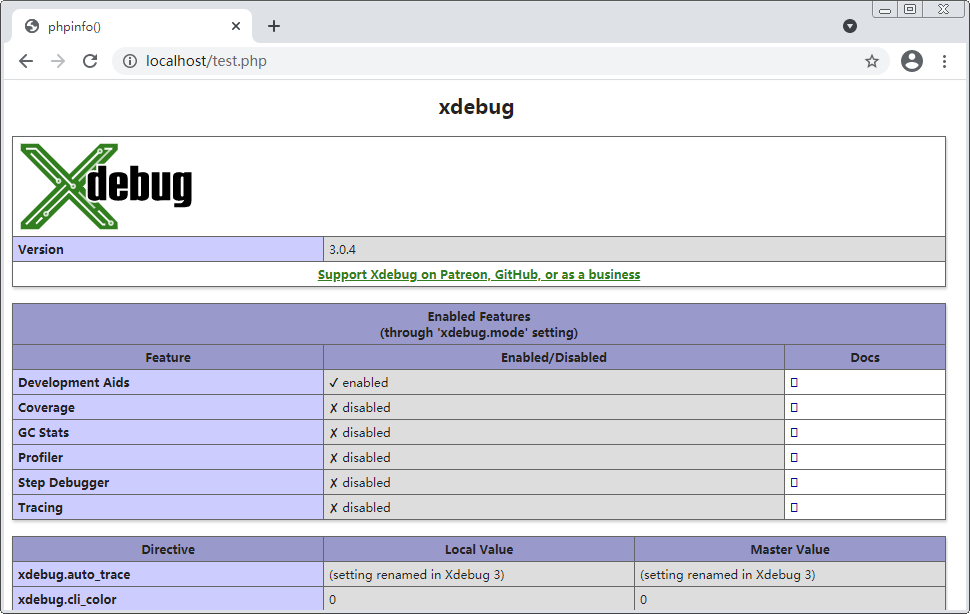 phpinfo()
localhost/test.php
xdebug
Xdebug
Version 3.0.4
Support Xdebug on Patreon, GitHub, or as a business
Enabled Features
(through 'xdebug.mode' setting)
Feature Enabled/Disabled Docs
Development Aids ✓ enabled
Coverage ✗ disabled
GC Stats ✗ disabled
Profiler ✗ disabled
Step Debugger ✗ disabled
Tracing ✗ disabled
Directive Local Value Master Value
xdebug.auto_trace (setting renamed in Xdebug 3) (setting renamed in Xdebug 3)
xdebug.cli_color 0 0